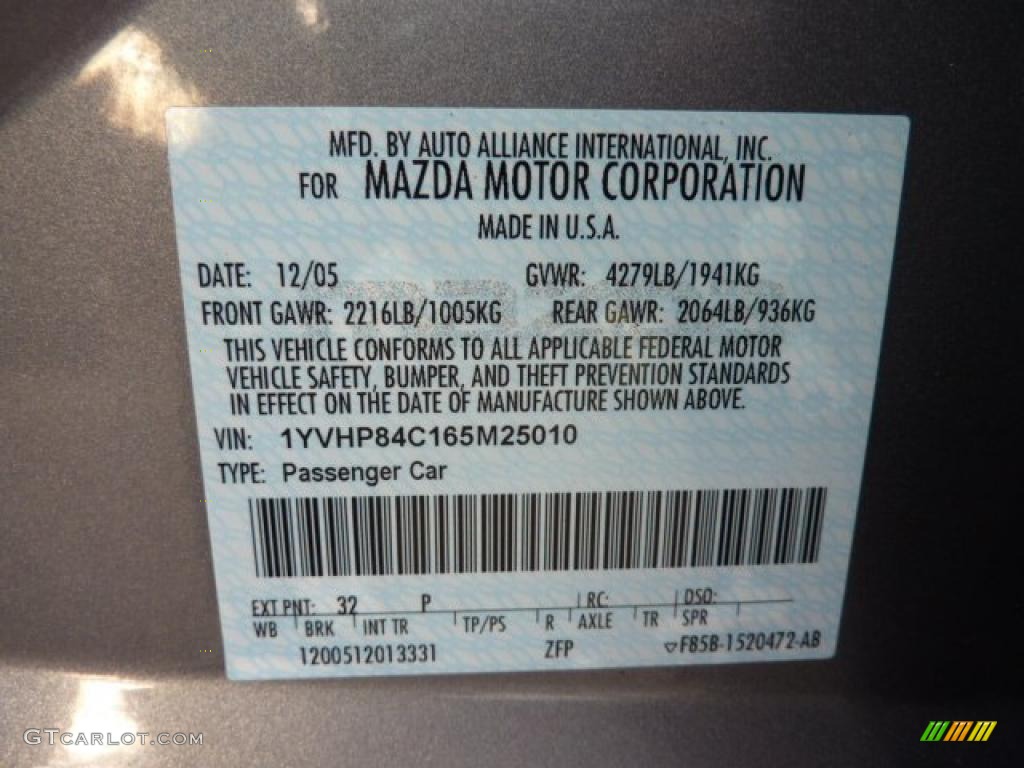 MFD. BY AUTO ALLIANCE INTERNATIONAL, INC.
FOR MAZDA MOTOR CORPORATION
MADE IN U.S.A.
DATE: 12/05 GVWR: 4279LB/1941KG
FRONT GAWR: 2216LB/1005KG REAR GAWR: 2064LB/936KG
THIS VEHICLE CONFORMS TO ALL APPLICABLE FEDERAL MOTOR
VEHICLE SAFETY, BUMPER, AND THEFT PREVENTION STANDARDS
IN EFFECT ON THE DATE OF MANUFACTURE SHOWN ABOVE.
VIN: 1YVHP84C165M25010
TYPE: Passenger Car
EXT PNT: 32 P RC: DSO:
WB BRK INT TR TP/PS R AXLE TR SPR
1200512013331 ZFP ▽F85B-1520472-AB
GTCARLOT.COM